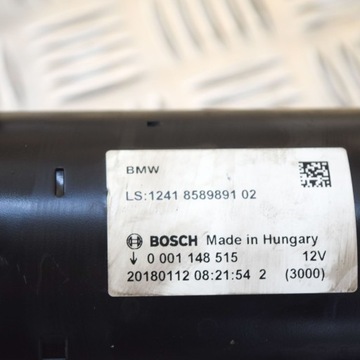 BMW
LS:1241 8589891 02
BOSCH Made in Hungary
↓ 0 001 148 515 12V
20180112 08:21:54 2 (3000)